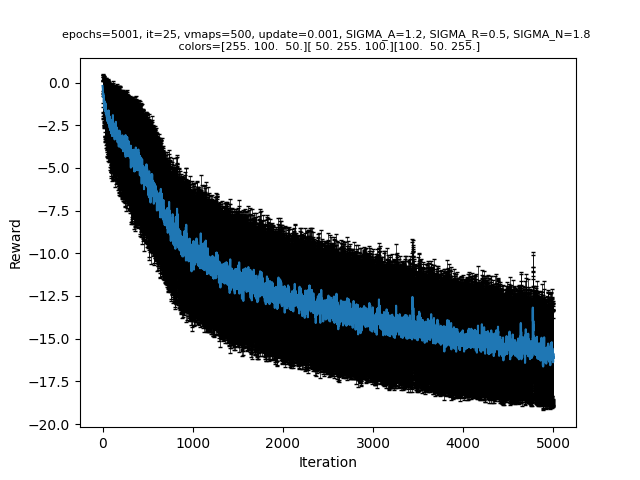 epochs=5001, it=25, vmaps=500, update=0.001, SIGMA_A=1.2, SIGMA_R=0.5, SIGMA_N=1.8
colors=[255. 100.  50.][ 50. 255. 100.][100.  50. 255.]
0.0
−2.5
−5.0
−7.5
−10.0
−12.5
−15.0
−17.5
−20.0
Reward
0 1000 2000 3000 4000 5000
Iteration